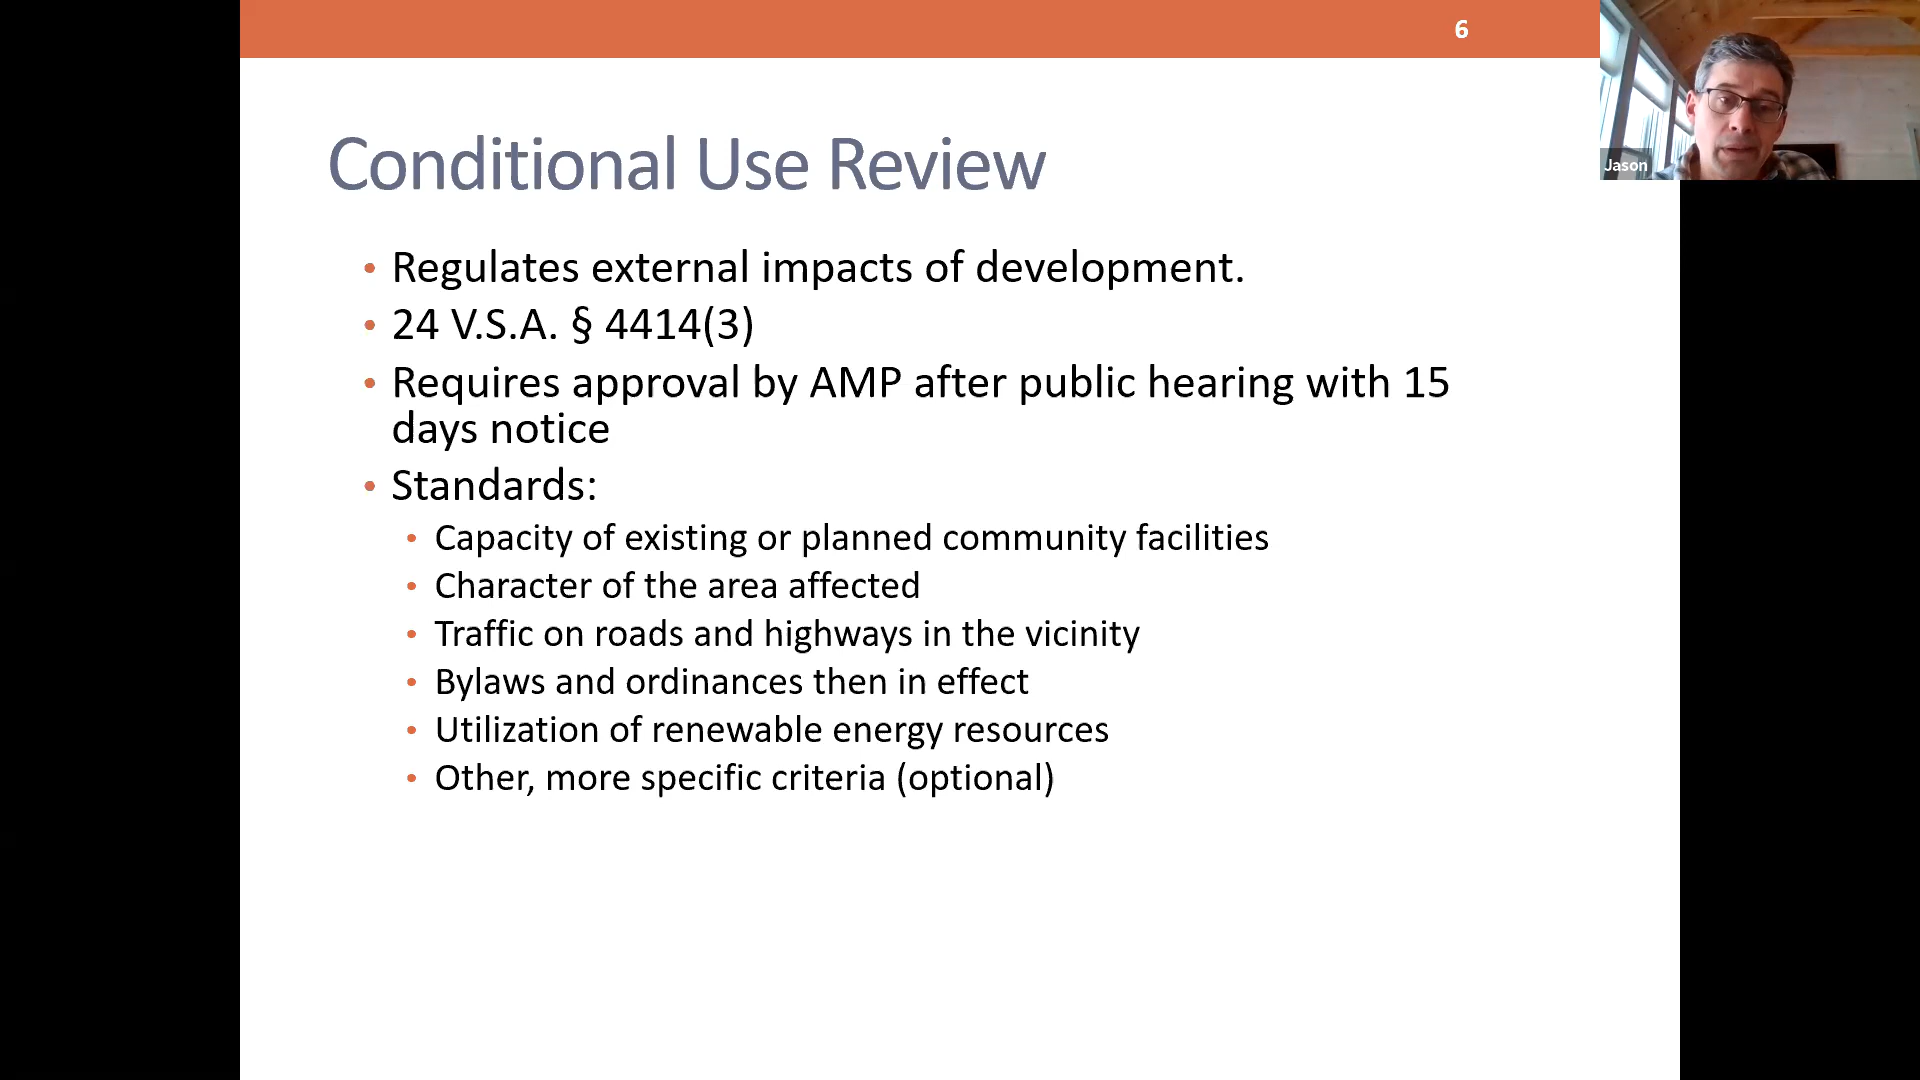 6
Jason
Conditional Use Review
• Regulates external impacts of development.
• 24 V.S.A. § 4414(3)
• Requires approval by AMP after public hearing with 15
days notice
• Standards:
• Capacity of existing or planned community facilities
• Character of the area affected
• Traffic on roads and highways in the vicinity
• Bylaws and ordinances then in effect
• Utilization of renewable energy resources
• Other, more specific criteria (optional)